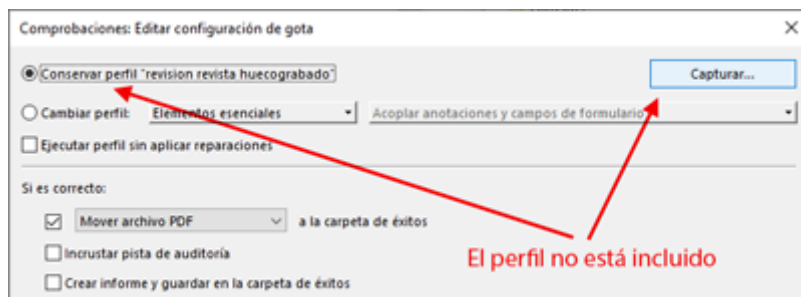 Comprobaciones: Editar configuración de gota
Conservar perfil "revision revista huecograbado"
Capturar...
Cambiar perfil: Elementos esenciales Acoplar anotaciones y campos de formulario
Ejecutar perfil sin aplicar reparaciones
Si es correcto:
Mover archivo PDF a la carpeta de éxitos
Incrustar pista de auditoría
El perfil no está incluido
Crear informe y guardar en la carpeta de éxitos